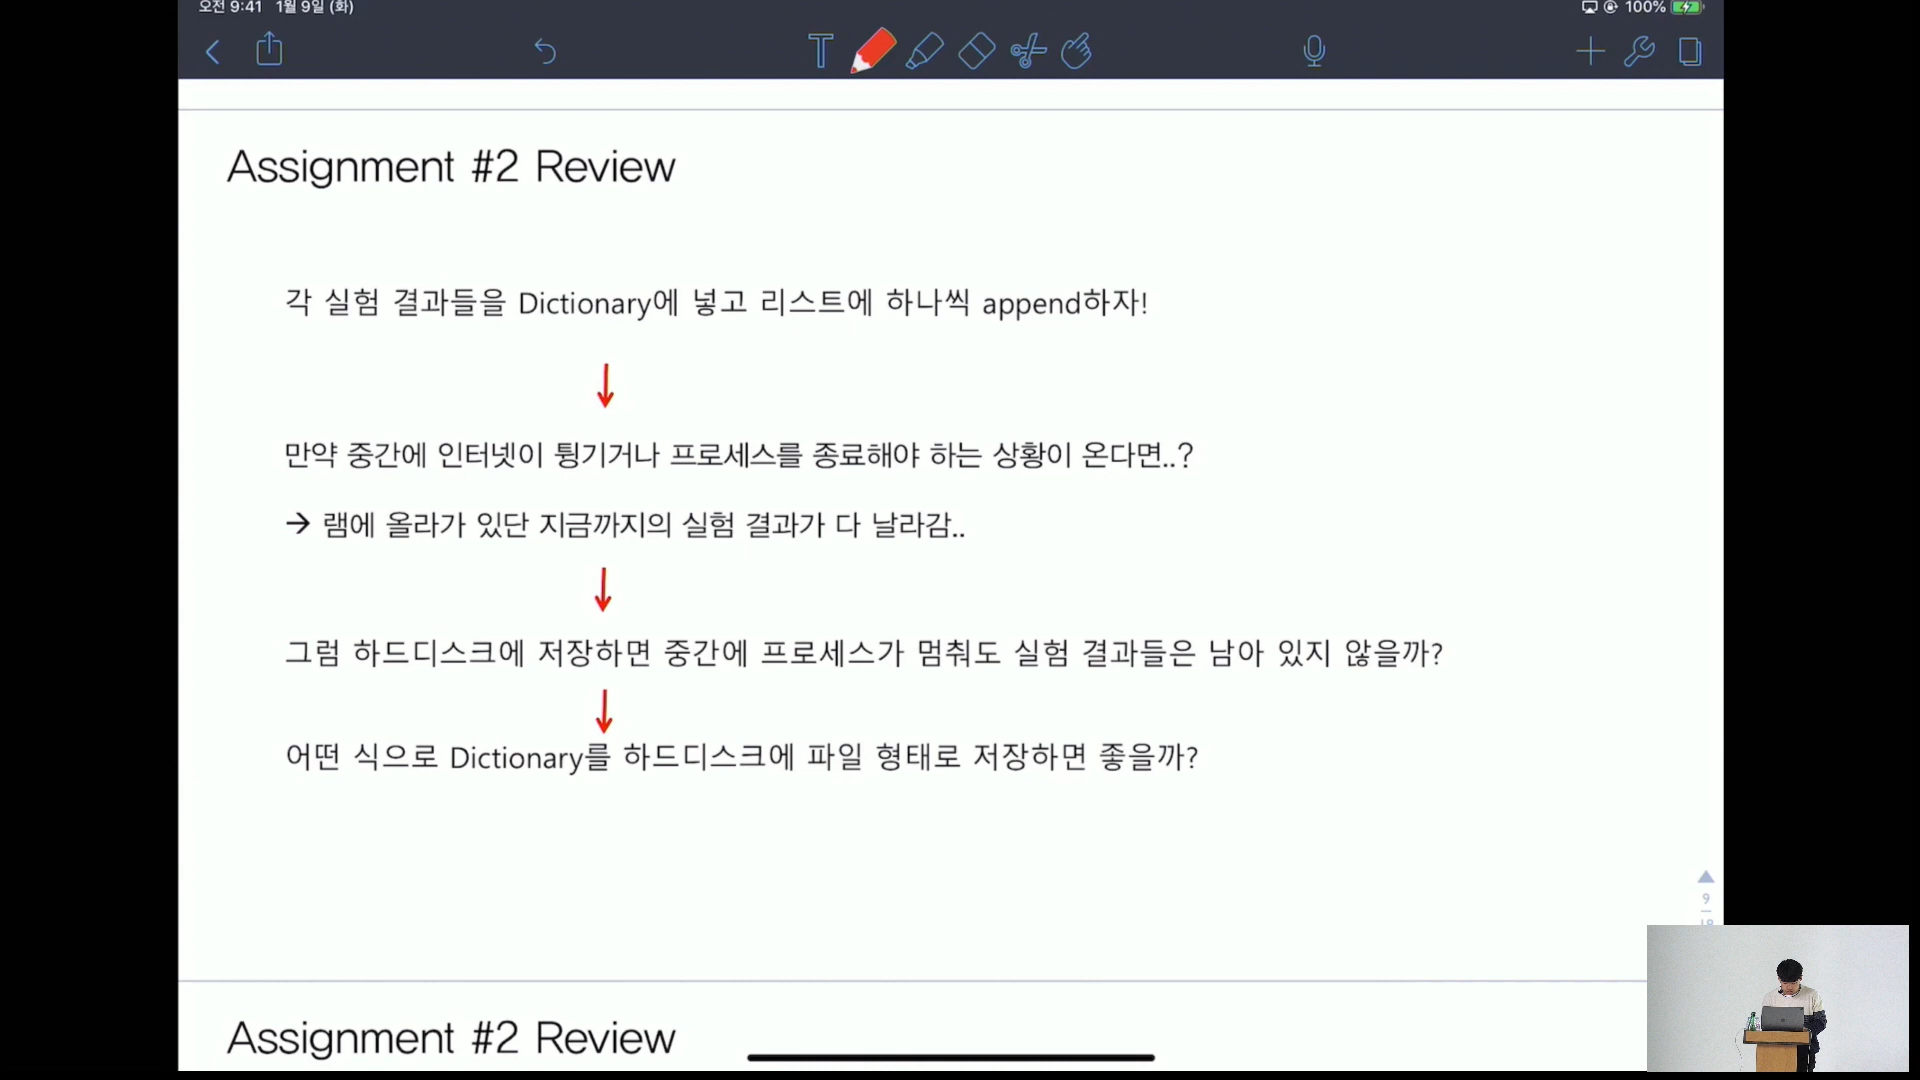 오전 9:41 1월 9일 (화)
100%
T
Assignment #2 Review
각 실험 결과들을 Dictionary에 넣고 리스트에 하나씩 append하자!
만약 중간에 인터넷이 튕기거나 프로세스를 종료해야 하는 상황이 온다면..?
→ 램에 올라가 있단 지금까지의 실험 결과가 다 날라감..
그럼 하드디스크에 저장하면 중간에 프로세스가 멈춰도 실험 결과들은 남아 있지 않을까?
어떤 식으로 Dictionary를 하드디스크에 파일 형태로 저장하면 좋을까?
9
Assignment #2 Review